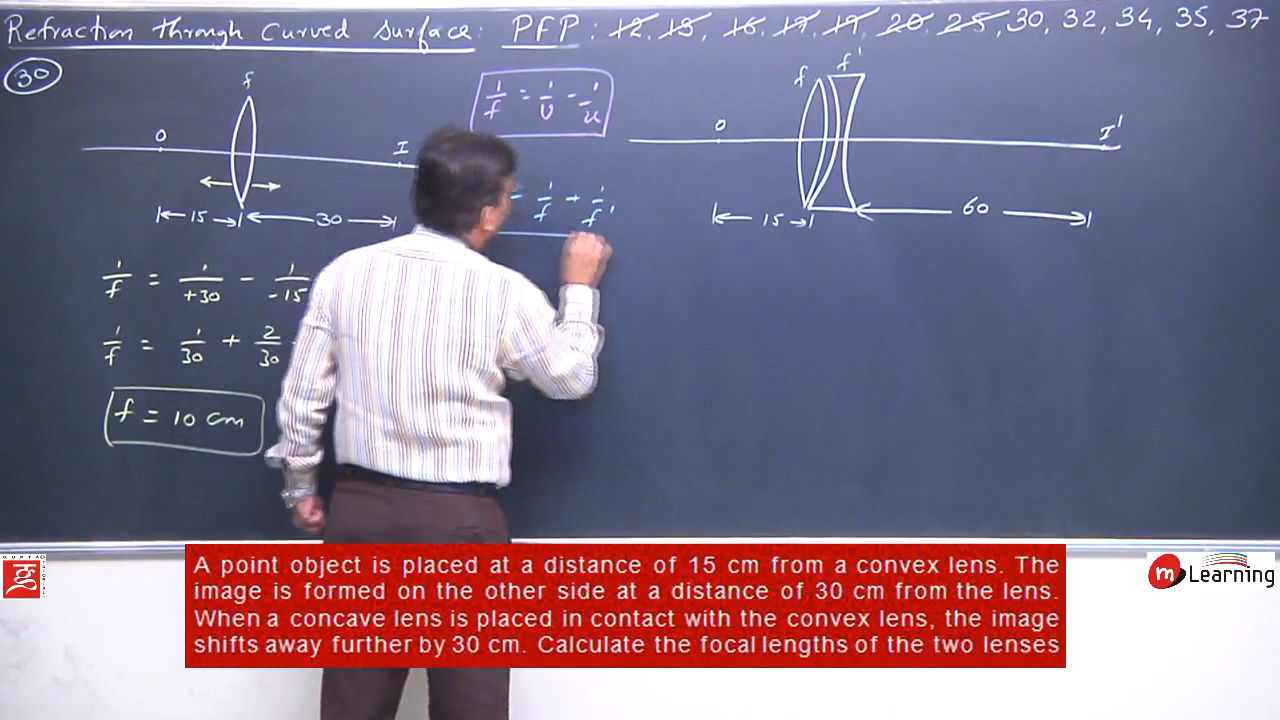 Refraction through Curved Surface: PFP: 12, 15, 16, 17, 19, 20, 25, 30, 32, 34, 35, 37
30
f
O
I
15
30
1/f = 1/v - 1/u
= 1/f + 1/f'
f
f'
O
I'
15
60
1/f = 1/+30 - 1/-15
1/f = 1/30 + 2/30
f = 10 cm
A point object is placed at a distance of 15 cm from a convex lens. The
image is formed on the other side at a distance of 30 cm from the lens.
When a concave lens is placed in contact with the convex lens, the image
shifts away further by 30 cm. Calculate the focal lengths of the two lenses
m Learning